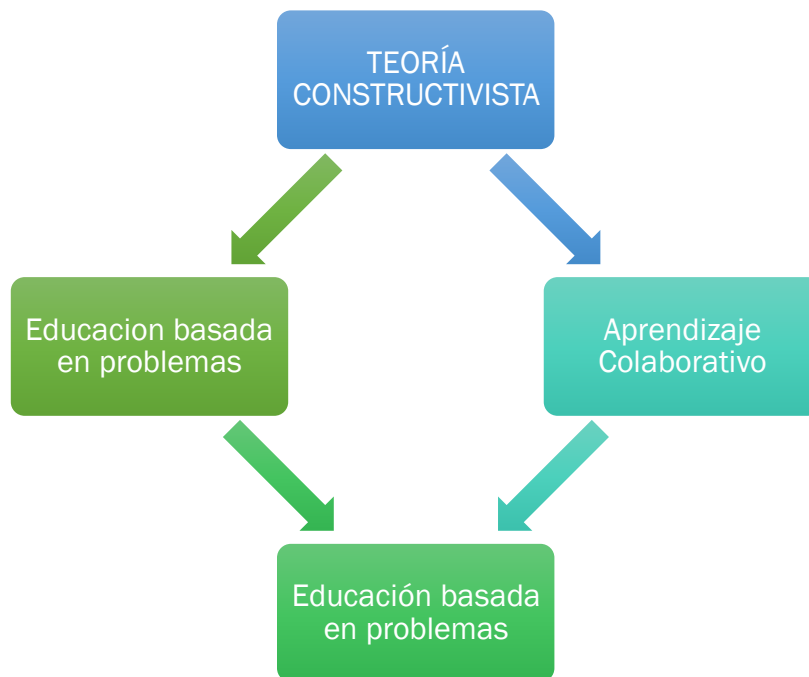 TEORÍA
CONSTRUCTIVISTA
Educacion basada
en problemas
Aprendizaje
Colaborativo
Educación basada
en problemas